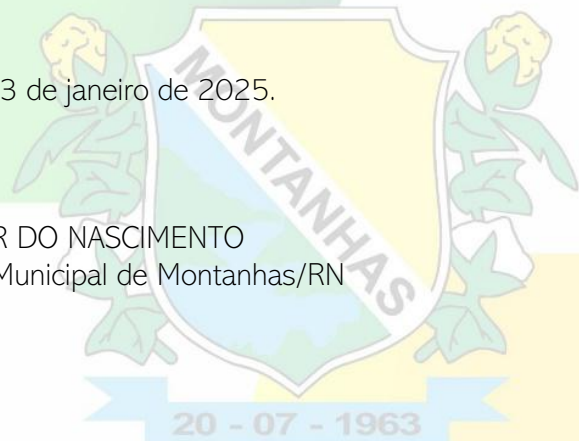 3 de janeiro de 2025.
MONTANHAS
R DO NASCIMENTO
Municipal de Montanhas/RN
20 - 07 - 1963